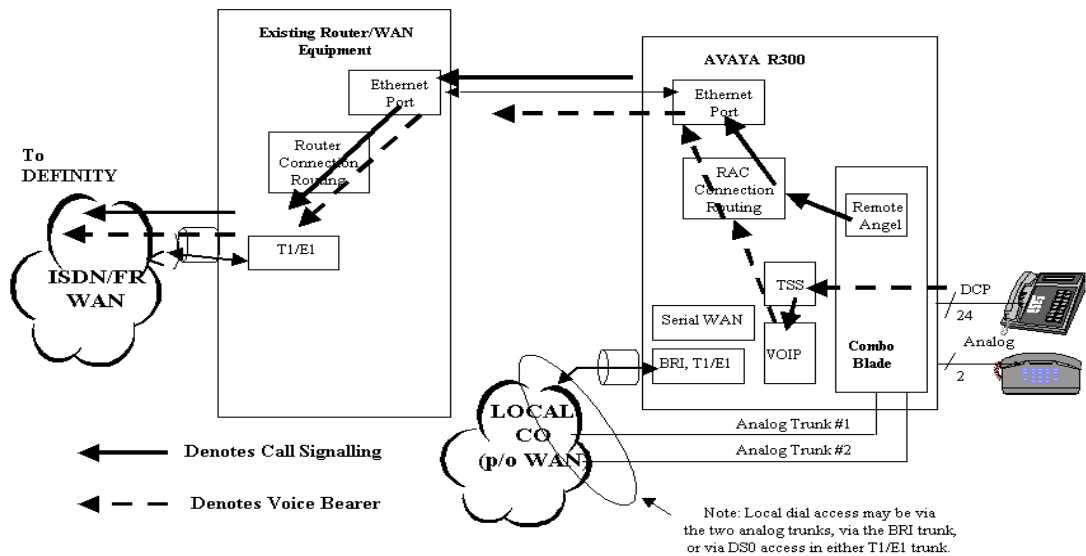 Existing Router/WAN
Equipment
Ethernet
Port
Router
Connection
Routing
T1/E1
To
DEFINITY
ISDN/FR
WAN
AVAYA R300
Ethernet
Port
RAC
Connection
Routing
Remote
Angel
TSS
VOIP
Serial WAN
BRI, T1/E1
Combo
Blade
DCP
24
Analog
2
LOCAL
CO
(p/o WAN)
Analog Trunk #1
Analog Trunk #2
Denotes Call Signalling
Denotes Voice Bearer
Note: Local dial access may be via
the two analog trunks, via the BRI trunk,
or via DS0 access in either T1/E1 trunk.